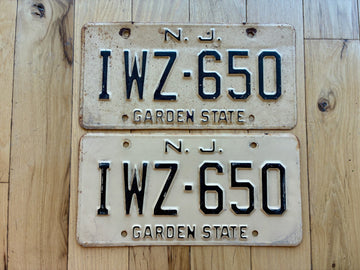 N. J.
IWZ·650
GARDEN STATE
N. J.
IWZ·650
GARDEN STATE